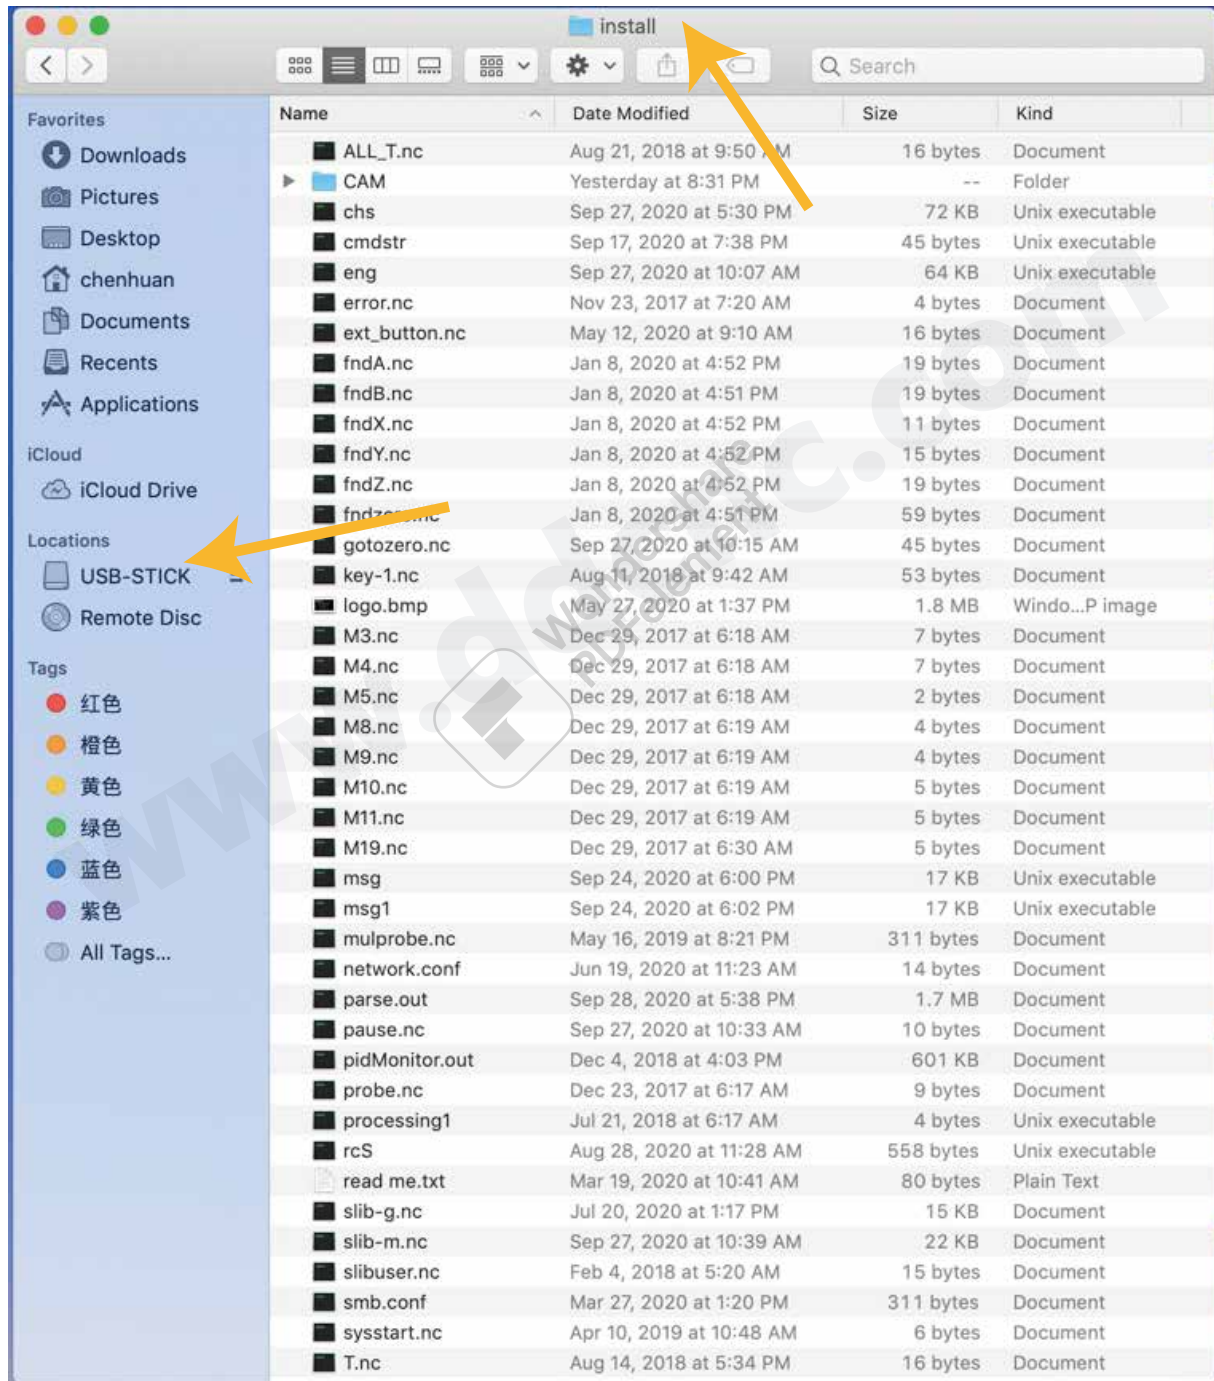 install
Search
Favorites
Downloads
Pictures
Desktop
chenhuan
Documents
Recents
Applications
iCloud
iCloud Drive
Locations
USB-STICK
Remote Disc
Tags
红色
橙色
黄色
绿色
蓝色
紫色
All Tags...
Name Date Modified Size Kind
ALL_T.nc Aug 21, 2018 at 9:50 AM 16 bytes Document
CAM Yesterday at 8:31 PM -- Folder
chs Sep 27, 2020 at 5:30 PM 72 KB Unix executable
cmdstr Sep 17, 2020 at 7:38 PM 45 bytes Unix executable
eng Sep 27, 2020 at 10:07 AM 64 KB Unix executable
error.nc Nov 23, 2017 at 7:20 AM 4 bytes Document
ext_button.nc May 12, 2020 at 9:10 AM 16 bytes Document
fndA.nc Jan 8, 2020 at 4:52 PM 19 bytes Document
fndB.nc Jan 8, 2020 at 4:51 PM 19 bytes Document
fndX.nc Jan 8, 2020 at 4:52 PM 11 bytes Document
fndY.nc Jan 8, 2020 at 4:52 PM 15 bytes Document
fndZ.nc Jan 8, 2020 at 4:52 PM 19 bytes Document
fndzero.nc Jan 8, 2020 at 4:51 PM 59 bytes Document
gotozero.nc Sep 27, 2020 at 10:15 AM 45 bytes Document
key-1.nc Aug 11, 2018 at 9:42 AM 53 bytes Document
logo.bmp May 27, 2020 at 1:37 PM 1.8 MB Windo...P image
M3.nc Dec 29, 2017 at 6:18 AM 7 bytes Document
M4.nc Dec 29, 2017 at 6:18 AM 7 bytes Document
M5.nc Dec 29, 2017 at 6:18 AM 2 bytes Document
M8.nc Dec 29, 2017 at 6:19 AM 4 bytes Document
M9.nc Dec 29, 2017 at 6:19 AM 4 bytes Document
M10.nc Dec 29, 2017 at 6:19 AM 5 bytes Document
M11.nc Dec 29, 2017 at 6:19 AM 5 bytes Document
M19.nc Dec 29, 2017 at 6:30 AM 5 bytes Document
msg Sep 24, 2020 at 6:00 PM 17 KB Unix executable
msg1 Sep 24, 2020 at 6:02 PM 17 KB Unix executable
mulprobe.nc May 16, 2019 at 8:21 PM 311 bytes Document
network.conf Jun 19, 2020 at 11:23 AM 14 bytes Document
parse.out Sep 28, 2020 at 5:38 PM 1.7 MB Document
pause.nc Sep 27, 2020 at 10:33 AM 10 bytes Document
pidMonitor.out Dec 4, 2018 at 4:03 PM 601 KB Document
probe.nc Dec 23, 2017 at 6:17 AM 9 bytes Document
processing1 Jul 21, 2018 at 6:17 AM 4 bytes Unix executable
rcS Aug 28, 2020 at 11:28 AM 558 bytes Unix executable
read me.txt Mar 19, 2020 at 10:41 AM 80 bytes Plain Text
slib-g.nc Jul 20, 2020 at 1:17 PM 15 KB Document
slib-m.nc Sep 27, 2020 at 10:39 AM 22 KB Document
slibuser.nc Feb 4, 2018 at 5:20 AM 15 bytes Document
smb.conf Mar 27, 2020 at 1:20 PM 311 bytes Document
sysstart.nc Apr 10, 2019 at 10:48 AM 6 bytes Document
T.nc Aug 14, 2018 at 5:34 PM 16 bytes Document
Wondershare
PDFelement